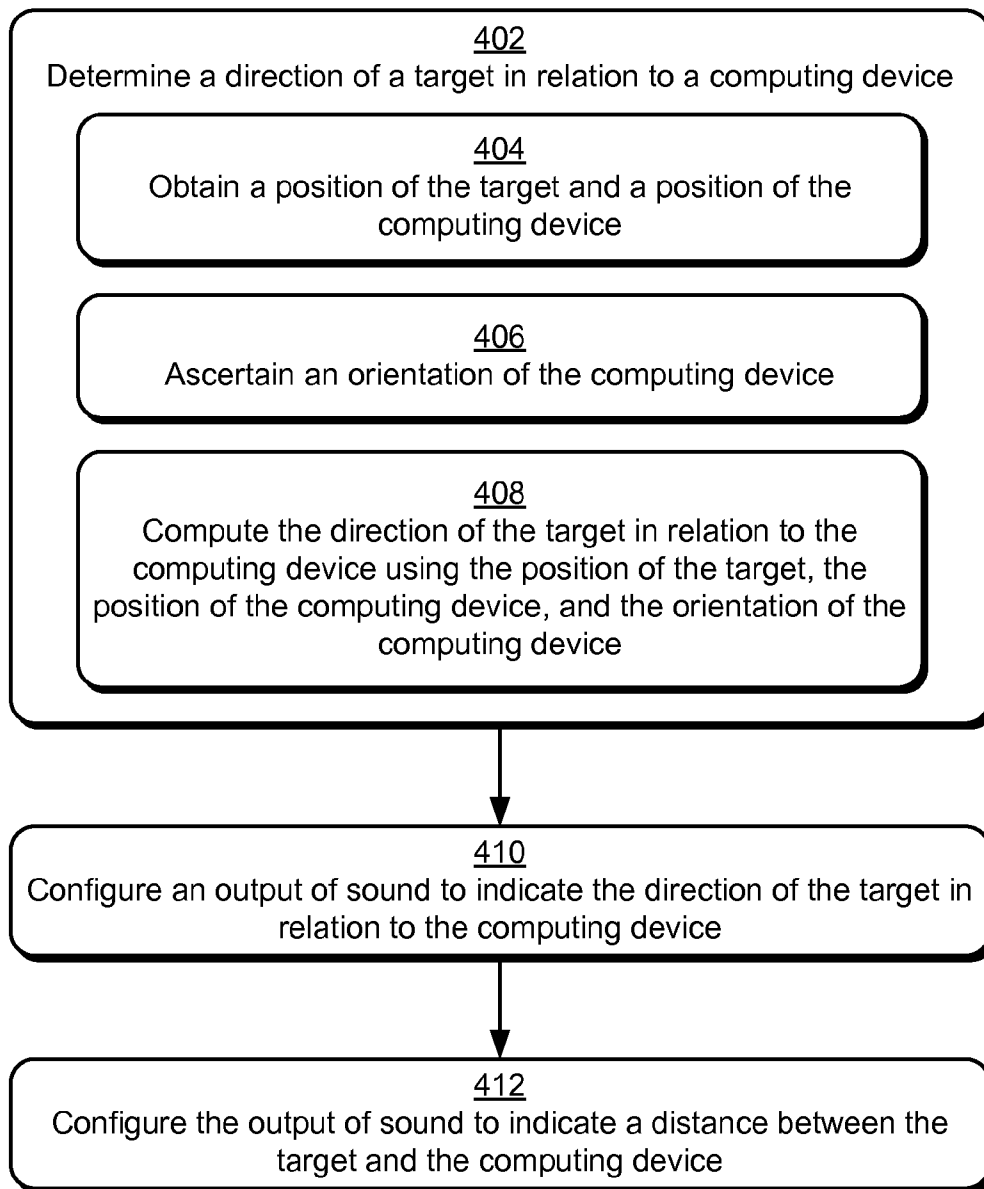 402
Determine a direction of a target in relation to a computing device
404
Obtain a position of the target and a position of the
computing device
406
Ascertain an orientation of the computing device
408
Compute the direction of the target in relation to the
computing device using the position of the target, the
position of the computing device, and the orientation of the
computing device
410
Configure an output of sound to indicate the direction of the target in
relation to the computing device
412
Configure the output of sound to indicate a distance between the
target and the computing device